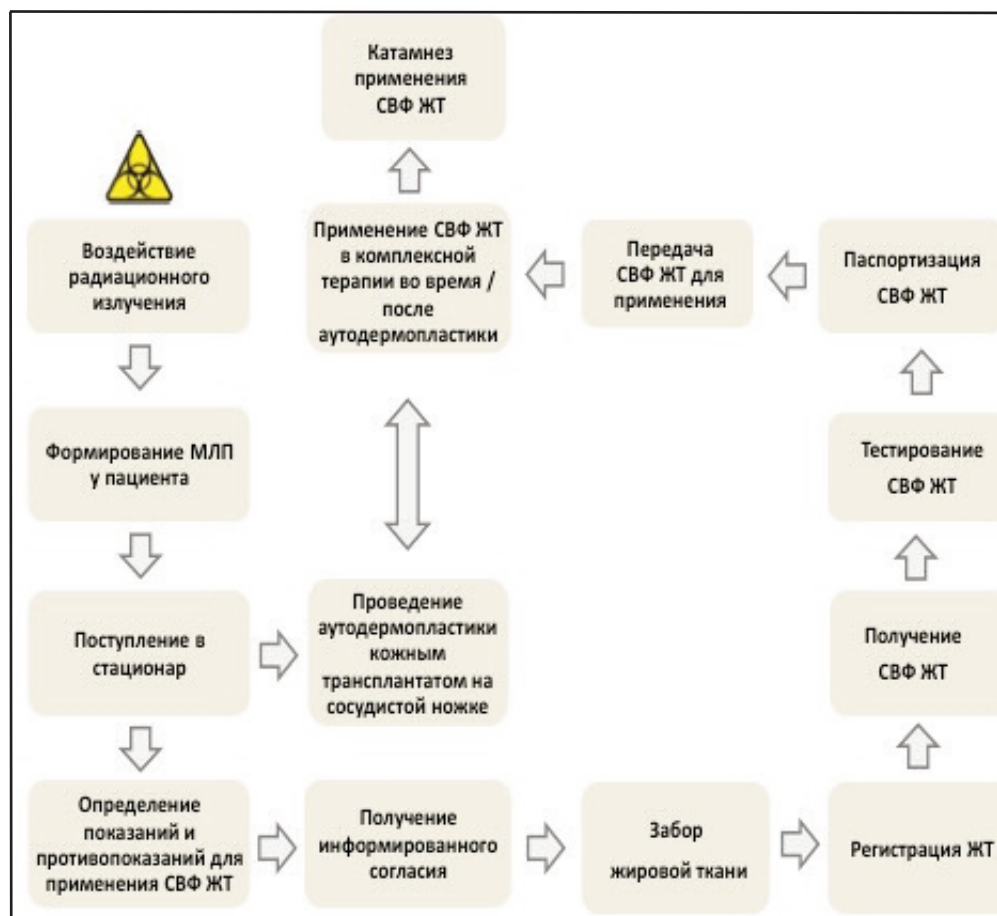 Катамнез
применения
СВФ ЖТ
Воздействие
радиационного
излучения
Применение СВФ ЖТ
в комплексной
терапии во время /
после
аутодермопластики
Передача
СВФ ЖТ для
применения
Паспортизация
СВФ ЖТ
Формирование МЛП
у пациента
Тестирование
СВФ ЖТ
Поступление в
стационар
Проведение
аутодермопластики
кожным
трансплантатом на
сосудистой ножке
Получение
СВФ ЖТ
Определение
показаний и
противопоказаний для
применения СВФ ЖТ
Получение
информированного
согласия
Забор
жировой ткани
Регистрация ЖТ